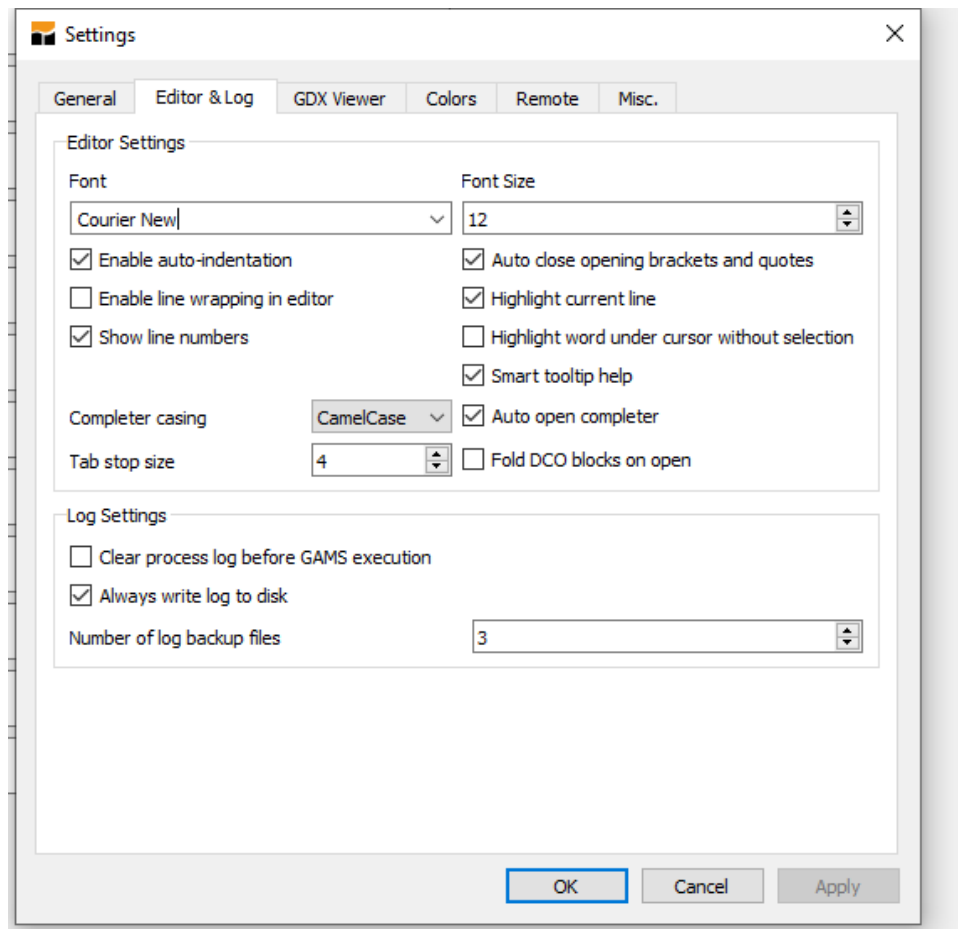 Settings
General Editor & Log GDX Viewer Colors Remote Misc.
Editor Settings
Font Font Size
Courier New 12
Enable auto-indentation Auto close opening brackets and quotes
Enable line wrapping in editor Highlight current line
Show line numbers Highlight word under cursor without selection
Smart tooltip help
Completer casing CamelCase Auto open completer
Tab stop size 4 Fold DCO blocks on open
Log Settings
Clear process log before GAMS execution
Always write log to disk
Number of log backup files 3
OK Cancel Apply